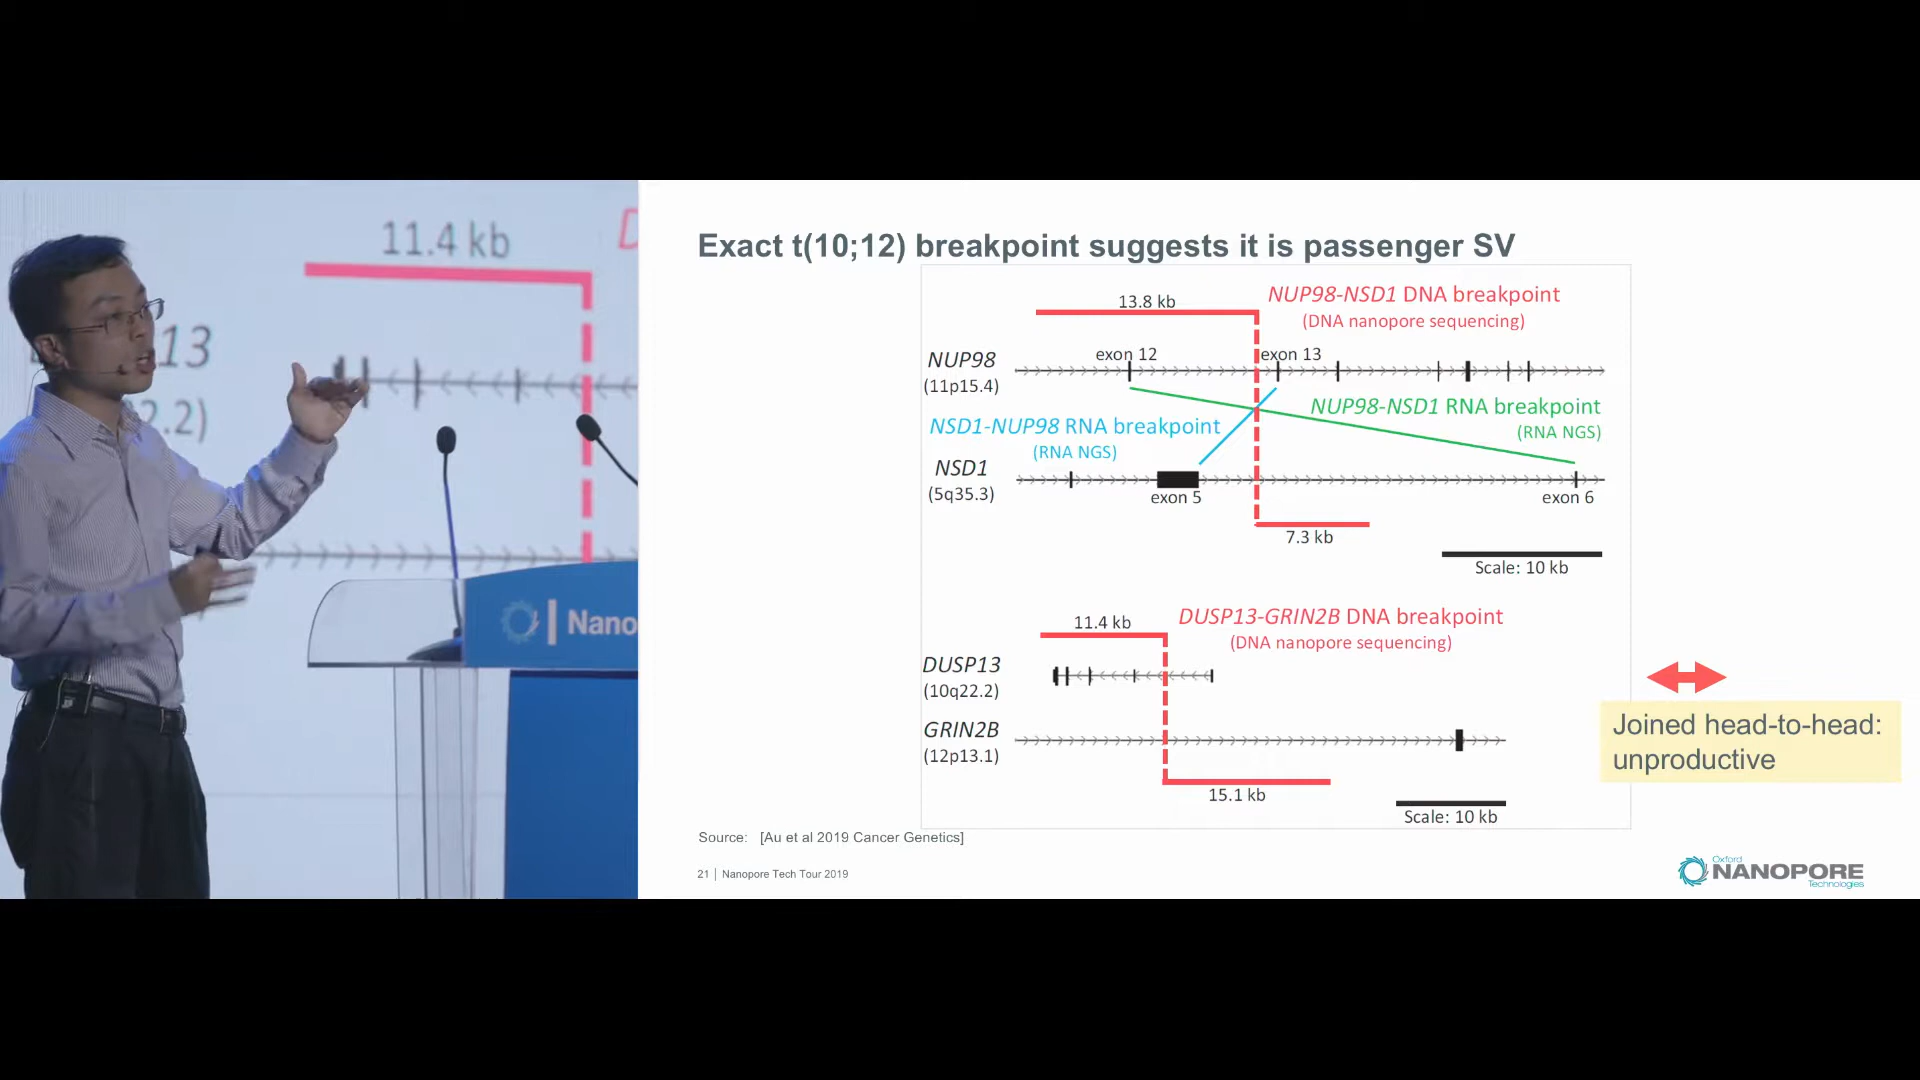 11.4 kb
D
13
2.2)
Nano
Exact t(10;12) breakpoint suggests it is passenger SV
13.8 kb
NUP98-NSD1 DNA breakpoint
(DNA nanopore sequencing)
NUP98
(11p15.4)
exon 12
exon 13
NUP98-NSD1 RNA breakpoint
(RNA NGS)
NSD1-NUP98 RNA breakpoint
(RNA NGS)
NSD1
(5q35.3)
exon 5
exon 6
7.3 kb
Scale: 10 kb
11.4 kb
DUSP13-GRIN2B DNA breakpoint
(DNA nanopore sequencing)
DUSP13
(10q22.2)
GRIN2B
(12p13.1)
15.1 kb
Scale: 10 kb
Joined head-to-head:
unproductive
Source: [Au et al 2019 Cancer Genetics]
21 | Nanopore Tech Tour 2019
Oxford
NANOPORE
Technologies